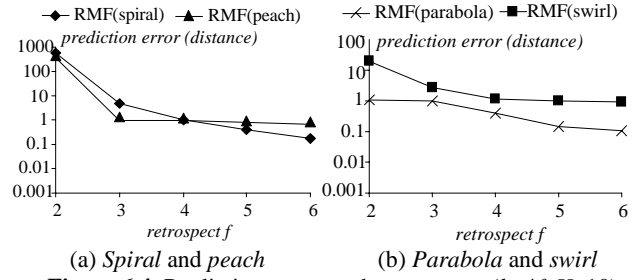 RMF(spiral) RMF(peach)
prediction error (distance)
1000
100
10
1
0.1
0.01
0.001
2 3 4 5 6
retrospect f
(a) Spiral and peach
RMF(parabola) RMF(swirl)
prediction error (distance)
100
10
1
0.1
0.01
0.001
2 3 4 5 6
retrospect f
(b) Parabola and swirl